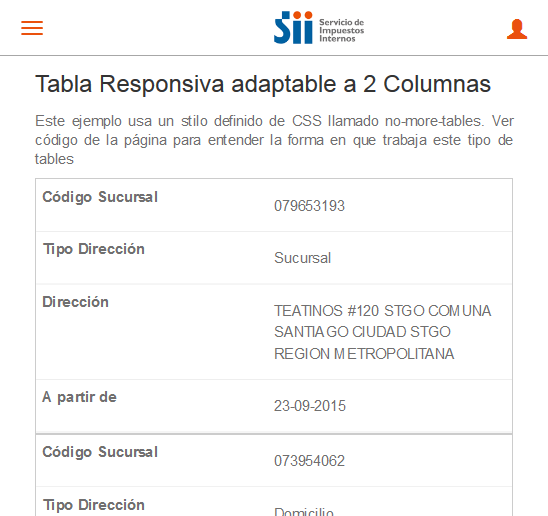 Sii Servicio de
Impuestos
Internos
Tabla Responsiva adaptable a 2 Columnas
Este ejemplo usa un stilo definido de CSS llamado no-more-tables. Ver
código de la página para entender la forma en que trabaja este tipo de
tables
Código Sucursal
079653193
Tipo Dirección
Sucursal
Dirección
TEATINOS #120 STGO COMUNA
SANTIAGO CIUDAD STGO
REGION METROPOLITANA
A partir de
23-09-2015
Código Sucursal
073954062
Tipo Dirección
Domicilio